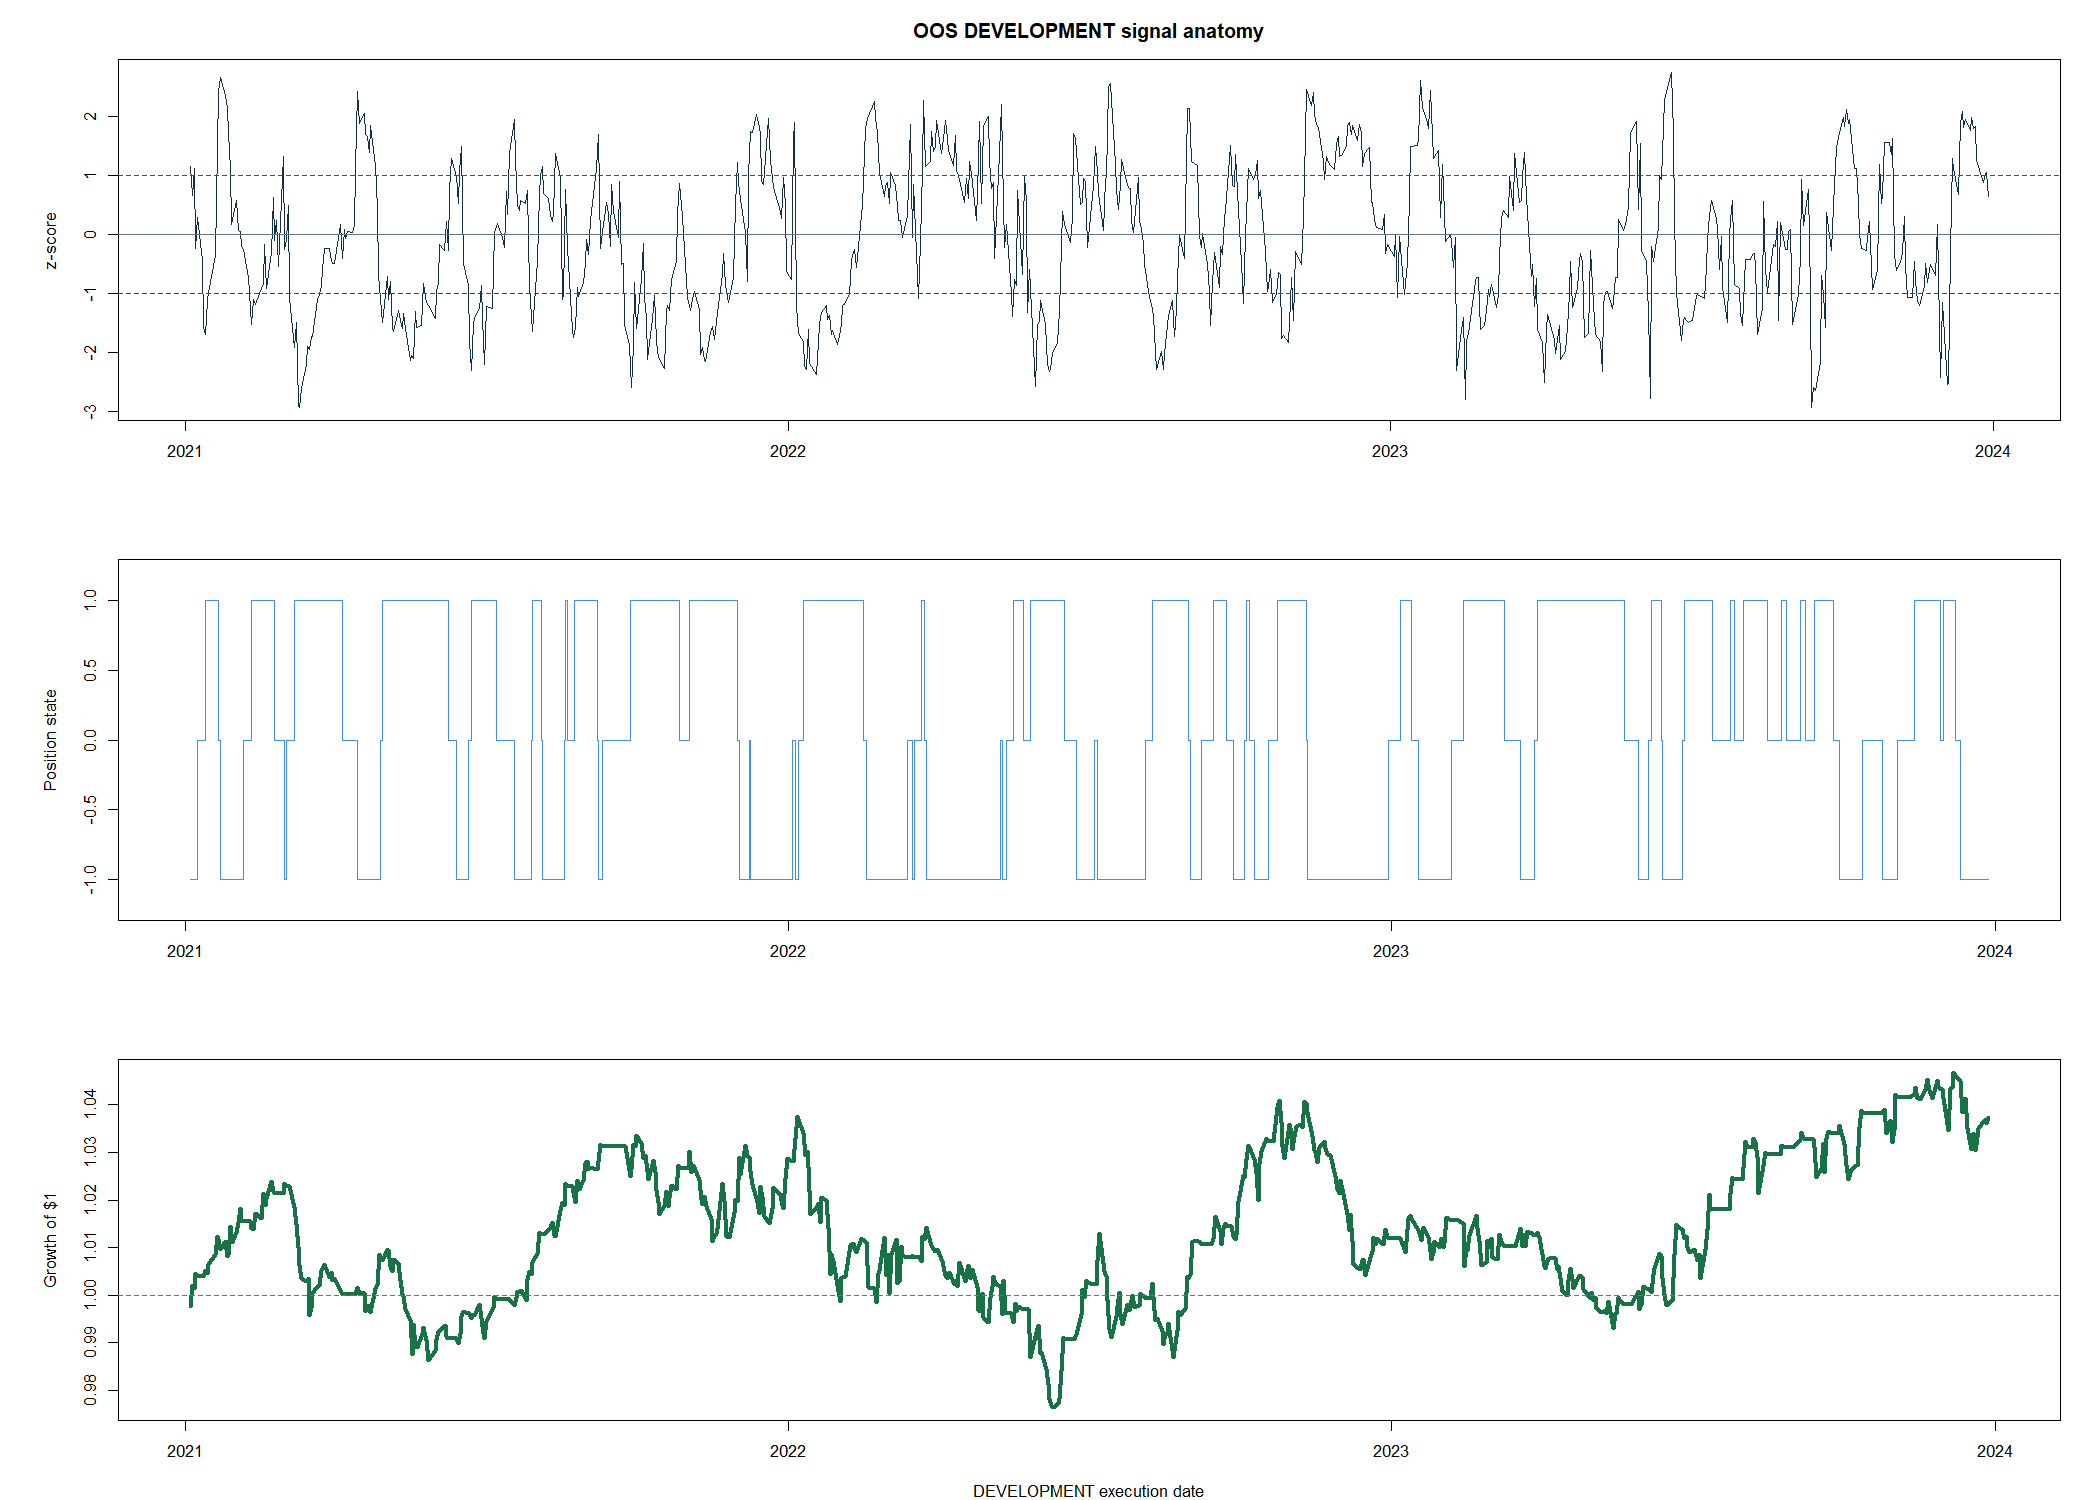 OOS DEVELOPMENT signal anatomy
z-score
2
1
0
-1
-2
-3
2021 2022 2023 2024
Position state
1.0
0.5
0.0
-0.5
-1.0
2021 2022 2023 2024
Growth of $1
1.04
1.03
1.02
1.01
1.00
0.99
0.98
2021 2022 2023 2024
DEVELOPMENT execution date